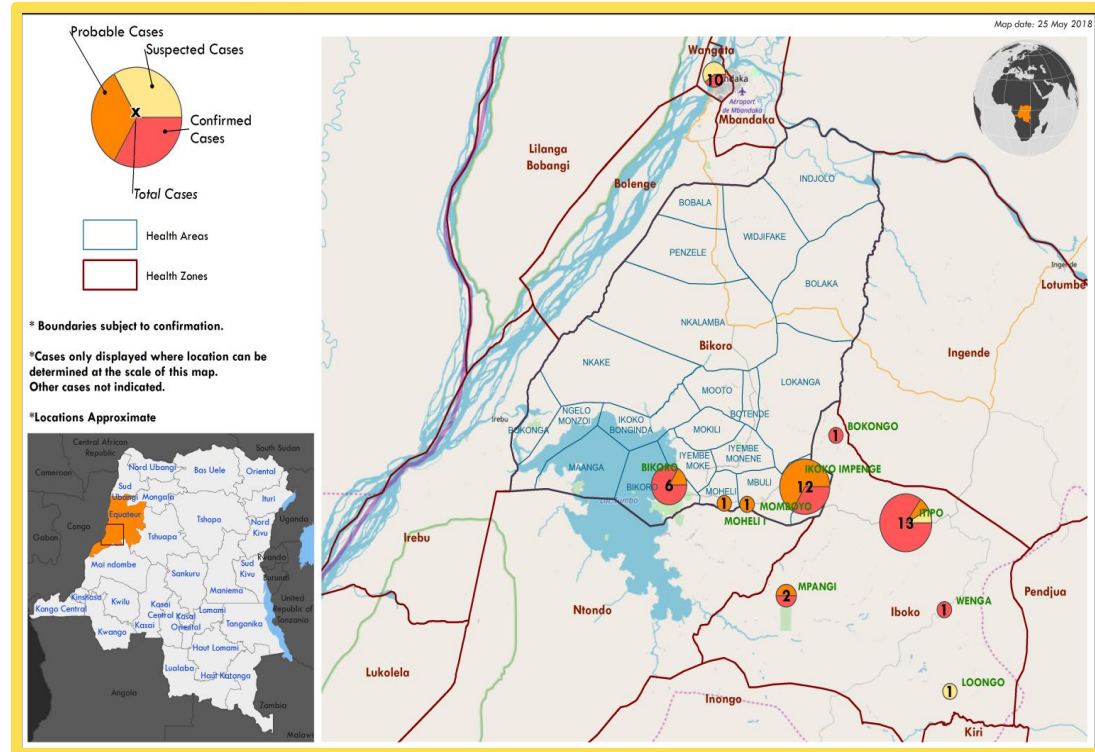 Map date: 25 May 2018
Probable Cases
Suspected Cases
x
Confirmed
Cases
Total Cases
Health Areas
Health Zones
* Boundaries subject to confirmation.
*Cases only displayed where location can be
determined at the scale of this map.
Other cases not indicated.
*Locations Approximate
Central African
Republic
South Sudan
Cameroon
Nord Ubangi
Bas Uele
Oriental
Sud
Ubangi
Mongala
Ituri
Equateur
Tshopo
Uganda
Congo
Nord
Kivu
Gabon
Tshuapa
Rwanda
Mai ndombe
Sankuru
Sud
Kivu
Burundi
Maniema
Kinshasa
Kongo Central
Kwilu
Kasai
Central
Kasai
Oriental
Lomami
Tanganika
United
Republic of
Tanzania
Kwango
Kasai
Haut Lomami
Lualaba
Haut Katanga
Angola
Zambia
Malawi
Wangata
10
ndaka
Aéroport
de Mbandaka
Mbandaka
Lilanga
Bobangi
Bolenge
INDJOLO
BOBALA
WIDJIFAKE
PENZELE
Ingende
BOLAKA
Lotumbe
NKALAMBA
Bikoro
Ingende
NKAKE
LOKANGA
MOOTO
NGELO
MONZOI
IKOKO
BONGINDA
BOTENDE
Irebu
BOKONGA
MOKILI
1
BOKONGO
IYEMBE
MOKE
IYEMBE
MONENE
MAANGA
BIKORO
IKOKO IMPENGE
6
BIKORO
MBULI
12
MOHELI
Lac Tumbo
1
1
MOMBOYO
ITIPO
MOHELI I
13
Irebu
MPANGI
2
Ntondo
Iboko
WENGA
1
Pendjua
Lukolela
LOONGO
1
Inongo
Kiri